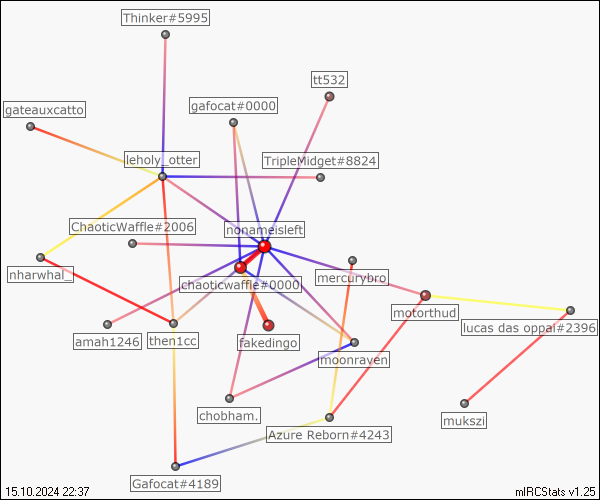 Thinker#5995
tt532
gafocat#0000
gateauxcatto
leholy_otter
TripleMidget#8824
ChaoticWaffle#2006
nonameisleft
nharwhal_
chaoticwaffle#0000
mercurybro
motorthud
lucas das oppai#2396
amah1246
then1cc
fakedingo
moonraven
chobham.
mukszi
Azure Reborn#4243
Gafocat#4189
15.10.2024 22:37
mIRCStats v1.25